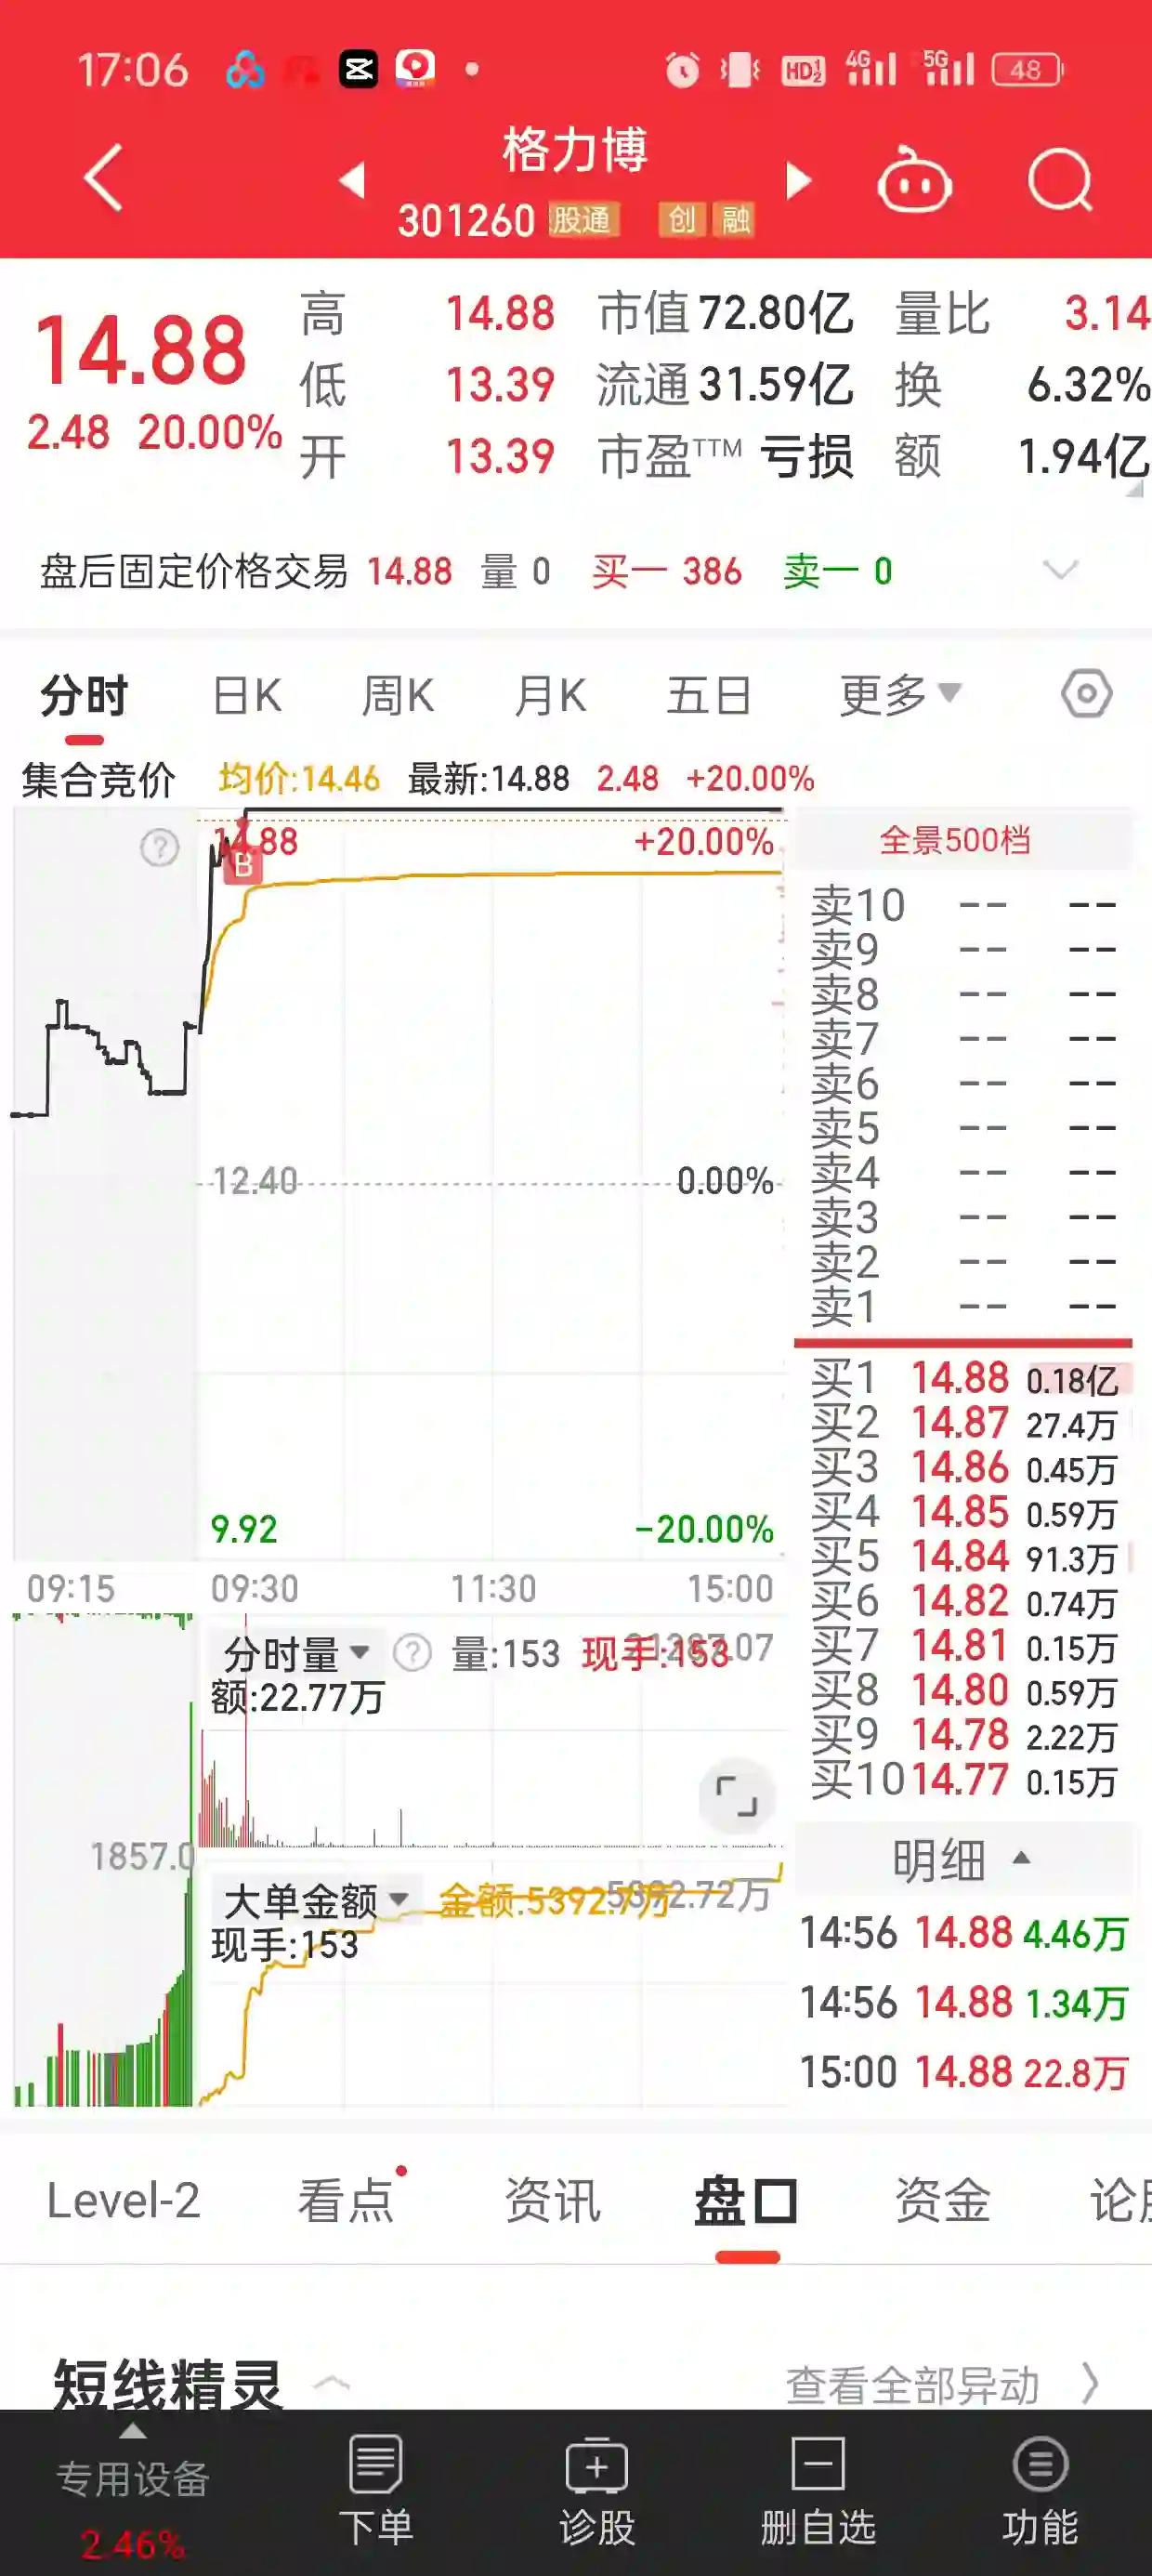 17:06 HD 4G 5G 48
格力博
301260 股通 创 融
14.88
2.48 20.00%
高 14.88 市值 72.80亿 量比 3.14
低 13.39 流通 31.59亿 换 6.32%
开 13.39 市盈TTM 亏损 额 1.94亿
盘后固定价格交易 14.88 量 0 买一 386 卖一 0
分时 日K 周K 月K 五日 更多
集合竞价 均价:14.46 最新:14.88 2.48 +20.00%
14.88 +20.00%
B
12.40 0.00%
9.92 -20.00%
09:15 09:30 11:30 15:00
全景500档
卖10 -- --
卖9 -- --
卖8 -- --
卖7 -- --
卖6 -- --
卖5 -- --
卖4 -- --
卖3 -- --
卖2 -- --
卖1 -- --
买1 14.88 0.18亿
买2 14.87 27.4万
买3 14.86 0.45万
买4 14.85 0.59万
买5 14.84 91.3万
买6 14.82 0.74万
买7 14.81 0.15万
买8 14.80 0.59万
买9 14.78 2.22万
买10 14.77 0.15万
分时量 量:153 现手:153
额:22.77万
1857.0
大单金额 金额:5392.7万 5392.72万
现手:153
明细
14:56 14.88 4.46万
14:56 14.88 1.34万
15:00 14.88 22.8万
Level-2 看点 资讯 盘口 资金
短线精灵 查看全部异动
专用设备 下单 诊股 删自选 功能
2.46%